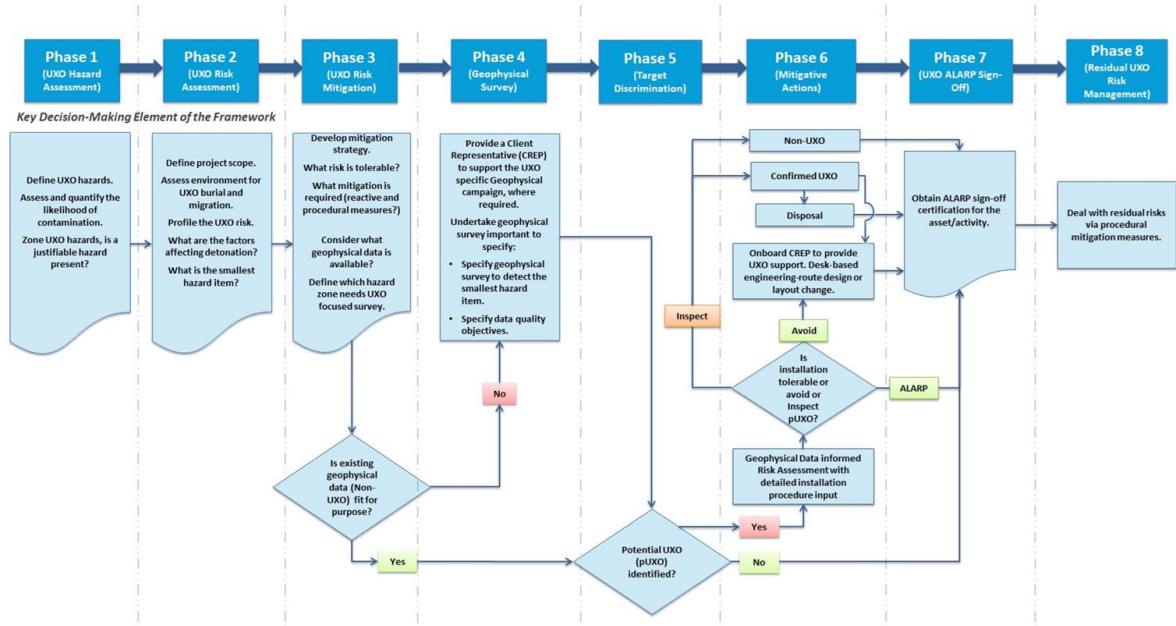 Phase 1
(UXO Hazard
Assessment)
Phase 2
(UXO Risk
Assessment)
Phase 3
(UXO Risk
Mitigation)
Phase 4
(Geophysical
Survey)
Phase 5
(Target
Discrimination)
Phase 6
(Mitigative
Actions)
Phase 7
(UXO ALARP Sign-
Off)
Phase 8
(Residual UXO
Risk
Management)
Key Decision-Making Element of the Framework
Define UXO hazards.
Assess and quantify the
likelihood of
contamination.
Zone UXO hazards, is a
justifiable hazard
present?
Define project scope.
Assess environment for
UXO burial and
migration.
Profile the UXO risk.
What are the factors
affecting detonation?
What is the smallest
hazard item?
Develop mitigation
strategy.
What risk is tolerable?
What mitigation is
required (reactive and
procedural measures?)
Consider what
geophysical data is
available?
Define which hazard
zone needs UXO
focused survey.
Provide a Client
Representative (CREP)
to support the UXO
specific Geophysical
campaign, where
required.
Undertake geophysical
survey important to
specify:
• Specify geophysical
survey to detect the
smallest hazard
item.
• Specify data quality
objectives.
No
Is existing
geophysical
data (Non-
UXO) fit for
purpose?
Yes
Potential UXO
(pUXO)
identified?
Yes
No
Non-UXO
Confirmed UXO
Disposal
Onboard CREP to provide
UXO support. Desk-based
engineering-route design or
layout change.
Inspect
Avoid
Is
installation
tolerable or
avoid or
Inspect
pUXO?
ALARP
Geophysical Data informed
Risk Assessment with
detailed installation
procedure input
Obtain ALARP sign-off
certification for the
asset/activity.
Deal with residual risks
via procedural
mitigation measures.